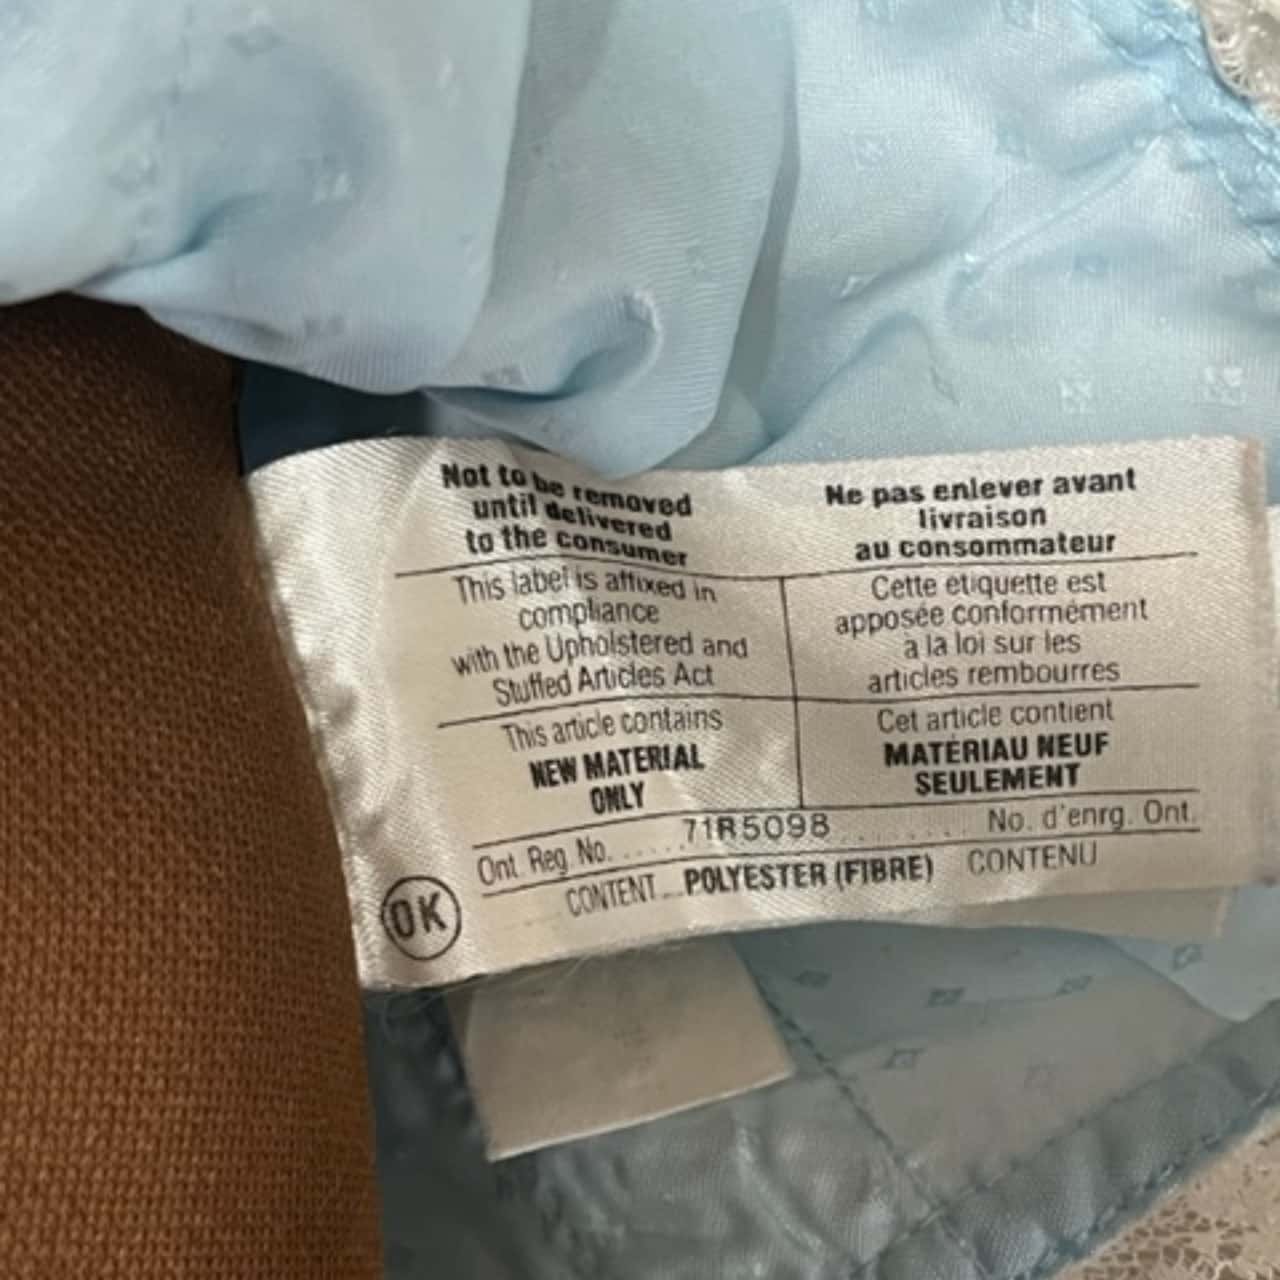 Not to be removed
until delivered
to the consumer
Ne pas enlever avant
livraison
au consommateur
This label is affixed in
compliance
with the Upholstered and
Stuffed Articles Act
Cette etiquette est
apposée conformément
a la loi sur les
articles rembourres
This article contains
NEW MATERIAL
ONLY
Cet article contient
MATÉRIAU NEUF
SEULEMENT
Ont. Reg. No. ...... 71R5098 ........ No. d'enrg. Ont.
CONTENT... POLYESTER (FIBRE) CONTENU
OK